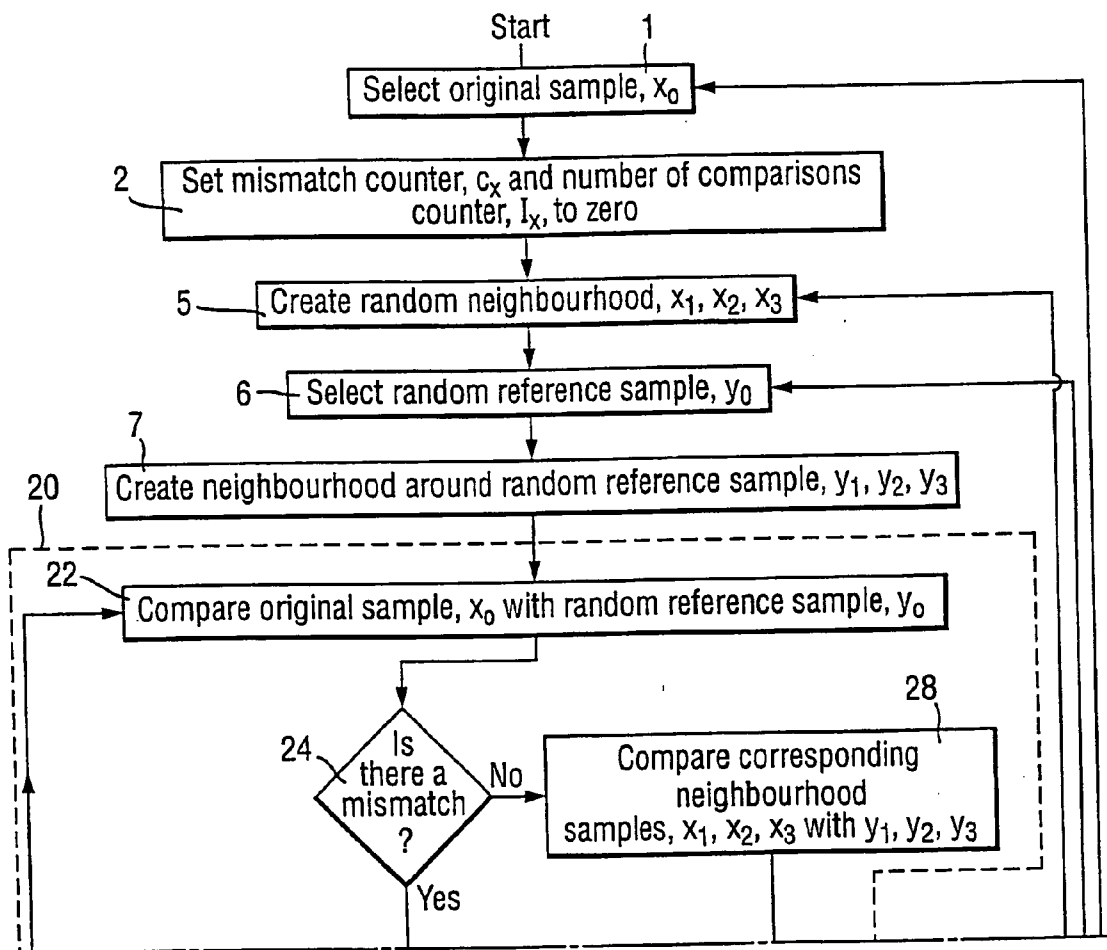 Start
1
Select original sample, x₀
2
Set mismatch counter, cₓ and number of comparisons
counter, Iₓ, to zero
5
Create random neighbourhood, x₁, x₂, x₃
6
Select random reference sample, y₀
7
Create neighbourhood around random reference sample, y₁, y₂, y₃
20
22
Compare original sample, x₀ with random reference sample, y₀
24
Is
there a
mismatch
?
No
Yes
28
Compare corresponding
neighbourhood
samples, x₁, x₂, x₃ with y₁, y₂, y₃